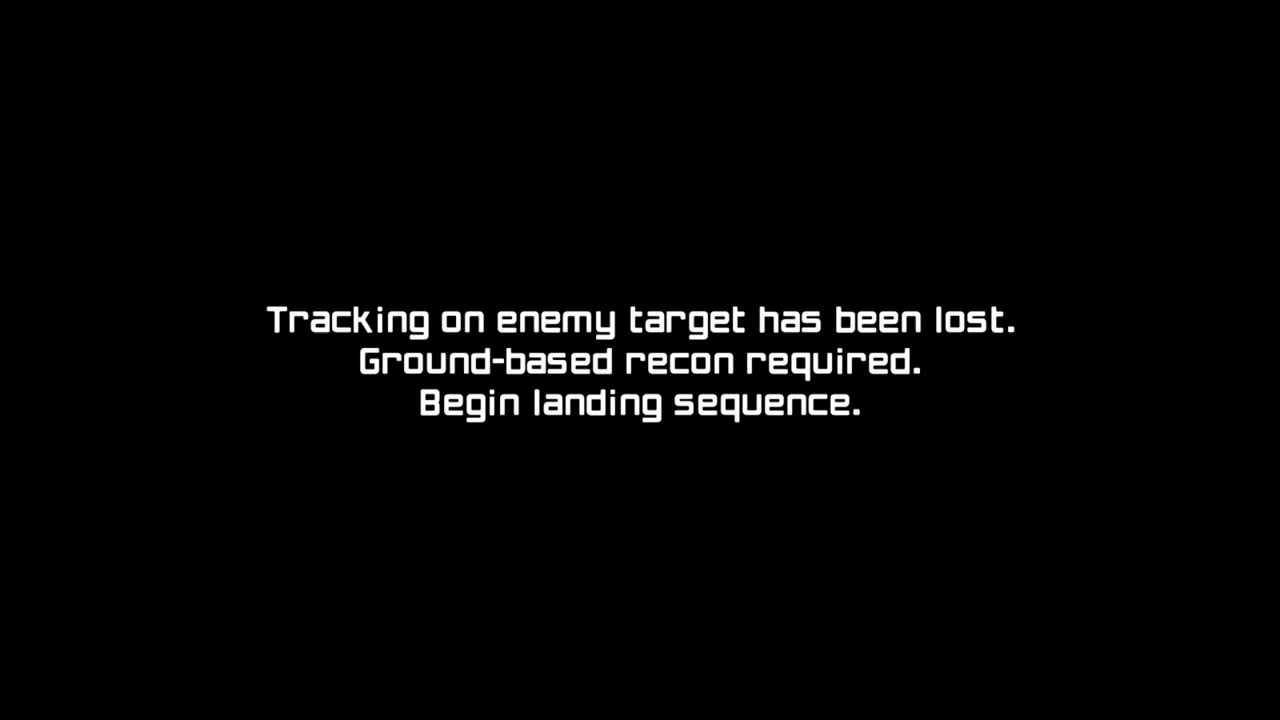 Tracking on enemy target has been lost.
Ground-based recon required.
Begin landing sequence.